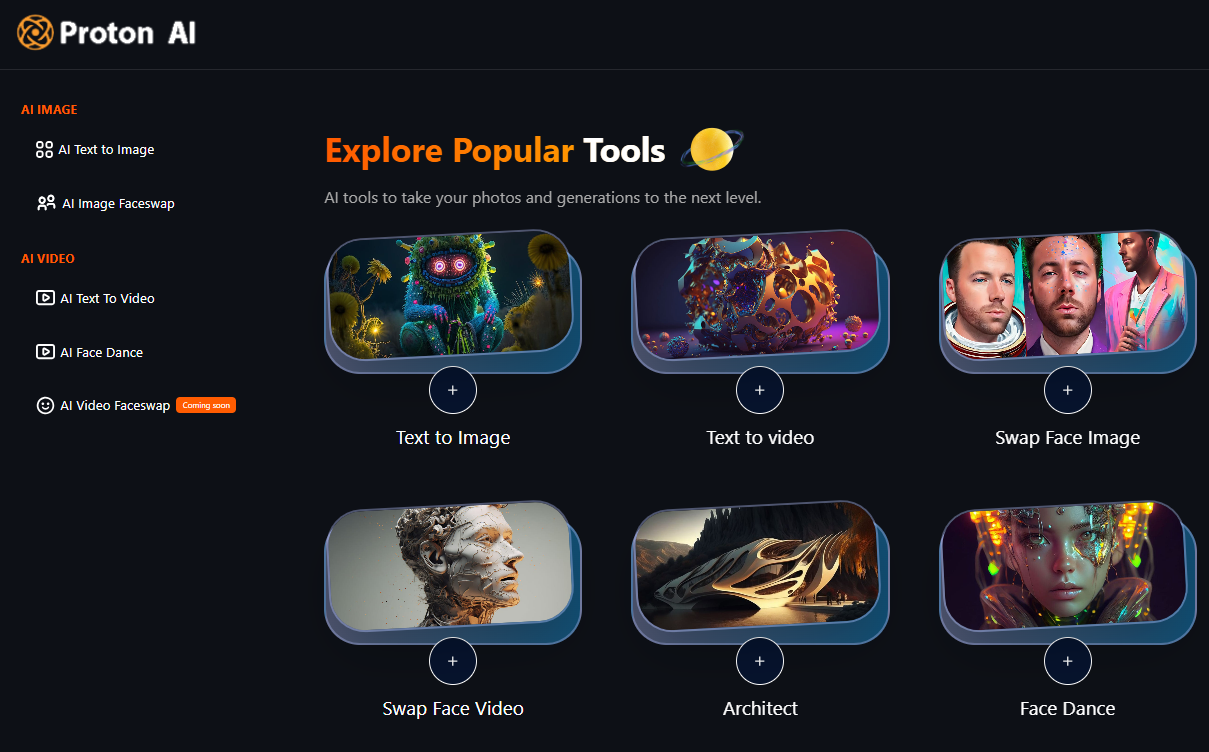 Proton AI
AI IMAGE
AI Text to Image
AI Image Faceswap
AI VIDEO
AI Text To Video
AI Face Dance
AI Video Faceswap Coming soon
Explore Popular Tools
AI tools to take your photos and generations to the next level.
+ + +
Text to Image
Text to video
Swap Face Image
+ + +
Swap Face Video
Architect
Face Dance